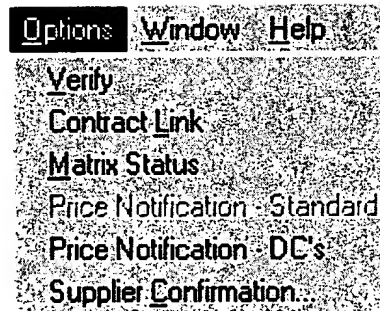 Options Window Help
Verify
Contract Link
Matrix Status
Price Notification - Standard
Price Notification - DC's
Supplier Confirmation...